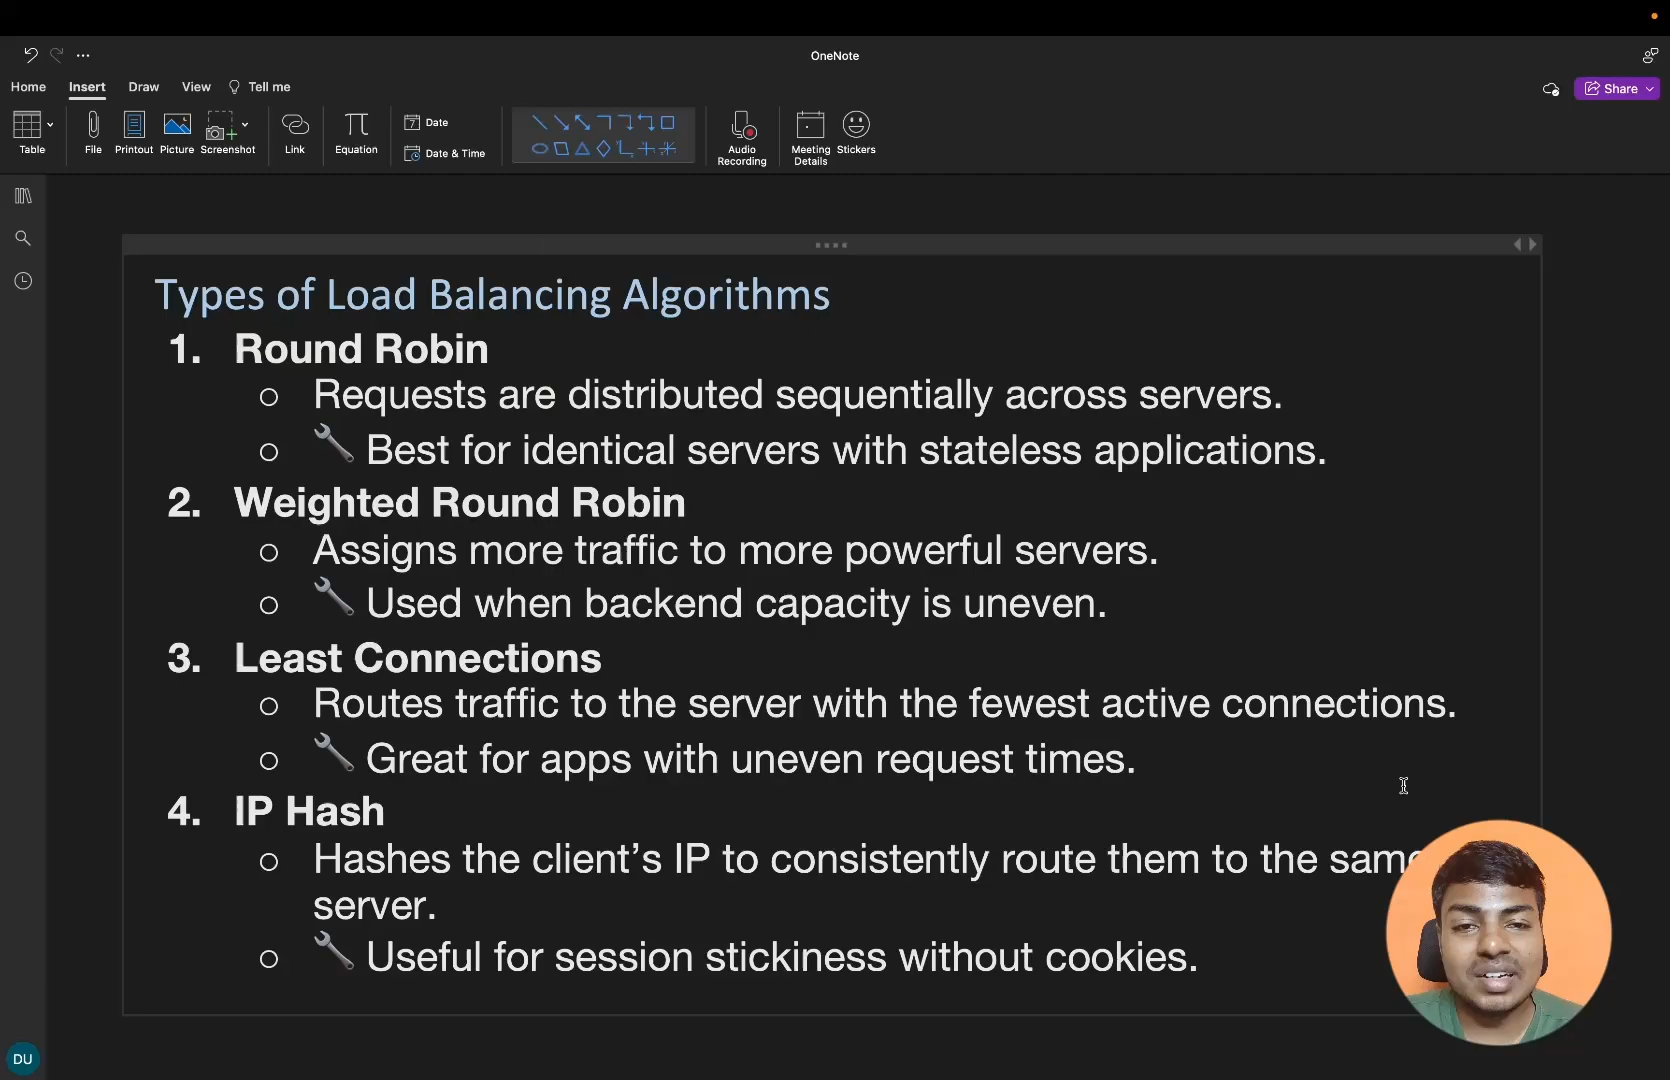 OneNote
Home Insert Draw View Tell me
Share
Table File Printout Picture Screenshot Link Equation
7 Date
Date & Time
Audio Recording
Meeting Details
Stickers
Types of Load Balancing Algorithms
1. Round Robin
○ Requests are distributed sequentially across servers.
○ 🔧 Best for identical servers with stateless applications.
2. Weighted Round Robin
○ Assigns more traffic to more powerful servers.
○ 🔧 Used when backend capacity is uneven.
3. Least Connections
○ Routes traffic to the server with the fewest active connections.
○ 🔧 Great for apps with uneven request times.
4. IP Hash
○ Hashes the client’s IP to consistently route them to the same
server.
○ 🔧 Useful for session stickiness without cookies.
DU